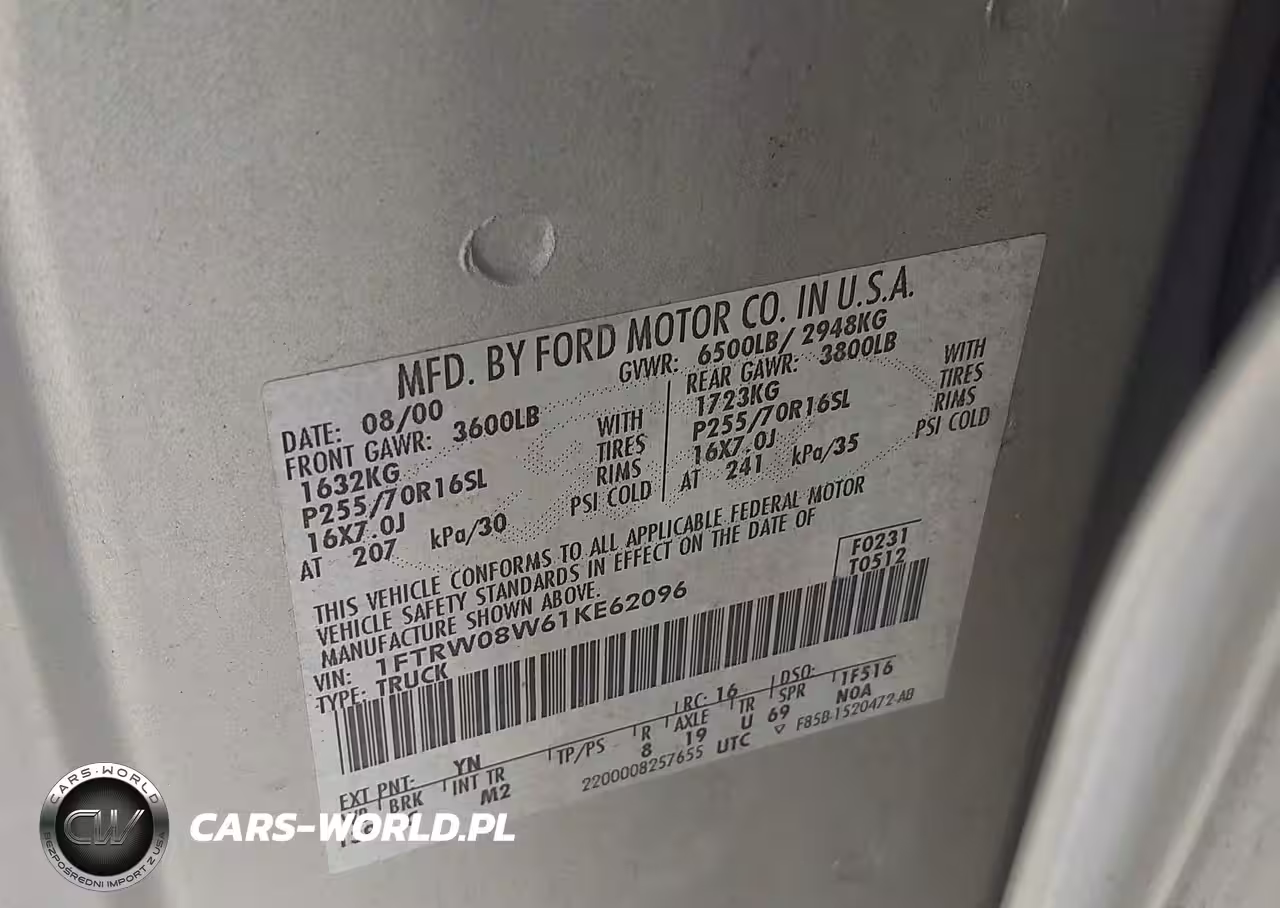 MFD. BY FORD MOTOR CO. IN U.S.A.
DATE: 08/00 GVWR: 6500LB/ 2948KG
FRONT GAWR: 3600LB REAR GAWR: 3800LB
1632KG WITH 1723KG WITH
P255/70R16SL TIRES P255/70R16SL TIRES
16X7.0J RIMS 16X7.0J RIMS
AT 207 kPa/30 PSI COLD AT 241 kPa/35 PSI COLD
THIS VEHICLE CONFORMS TO ALL APPLICABLE FEDERAL MOTOR
VEHICLE SAFETY STANDARDS IN EFFECT ON THE DATE OF
MANUFACTURE SHOWN ABOVE.
F0231
T0512
VIN: 1FTRW08W61KE62096
TYPE: TRUCK
EXT PNT: YN RC: 16 DSO: 1F516
BRK INT TR TP/PS R AXLE TR SPR
M2 8 19 U 69 N0A
2200008257655 UTC ▽ F85B-1520472-AB
CARS-WORLD
CW
BEZPOŚREDNI IMPORT Z USA
CARS-WORLD.PL